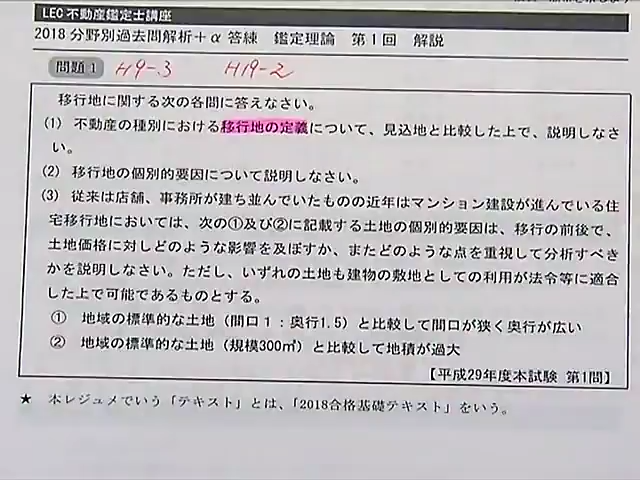 LEC 不動産鑑定士講座
2018 分野別過去問解析+α 答練 鑑定理論 第1回 解説
問題1 H9-3 H19-2
移行地に関する次の各問に答えなさい。
(1) 不動産の種別における移行地の定義について、見込地と比較した上で、説明しなさ
い。
(2) 移行地の個別的要因について説明しなさい。
(3) 従来は店舗、事務所が建ち並んでいたものの近年はマンション建設が進んでいる住
宅移行地においては、次の①及び②に記載する土地の個別的要因は、移行の前後で、
土地価格に対しどのような影響を及ぼすか、またどのような点を重視して分析すべき
かを説明しなさい。ただし、いずれの土地も建物の敷地としての利用が法令等に適合
した上で可能であるものとする。
① 地域の標準的な土地(間口1:奥行1.5)と比較して間口が狭く奥行が広い
② 地域の標準的な土地(規模300㎡)と比較して地積が過大
【平成29年度本試験 第1問】
★ 本レジュメでいう「テキスト」とは、「2018合格基礎テキスト」をいう。